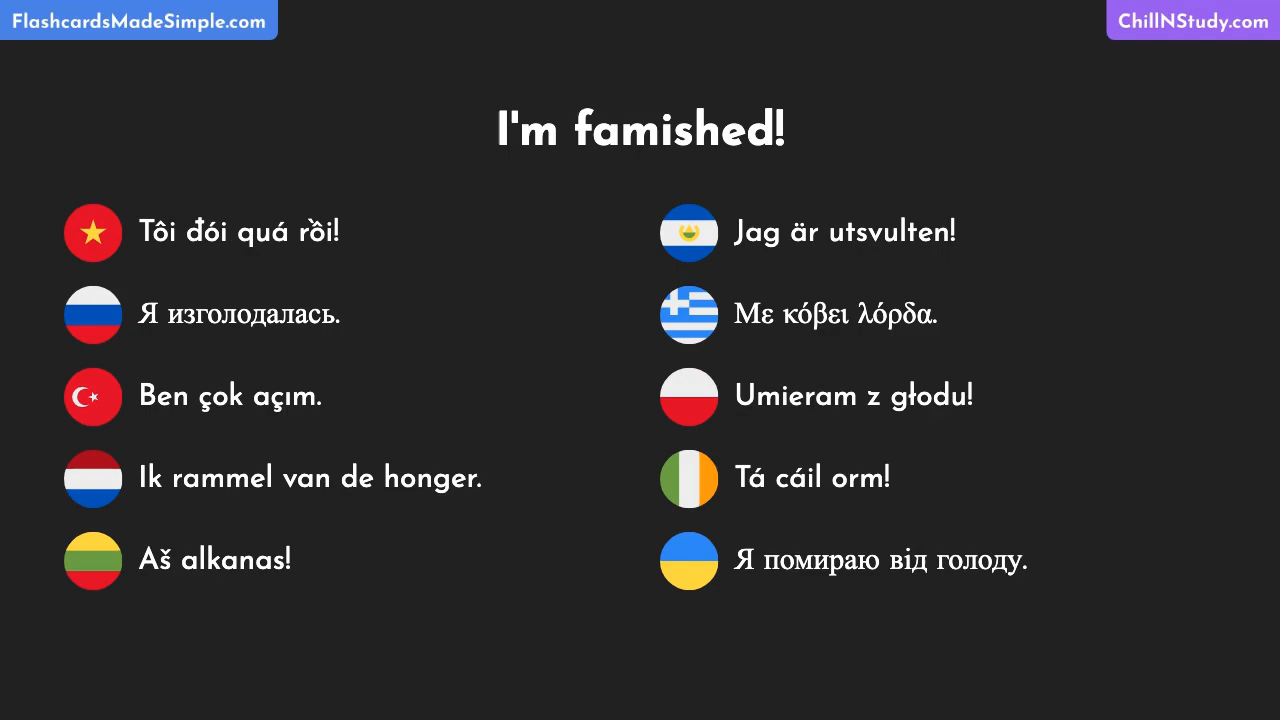 FlashcardsMadeSimple.com
ChillNStudy.com
I'm famished!
Tôi đói quá rồi!
Jag är utsvulten!
Я изголодалась.
Με κόβει λόρδα.
Ben çok açım.
Umieram z głodu!
Ik rammel van de honger.
Tá cáil orm!
Aš alkanas!
Я помираю від голоду.